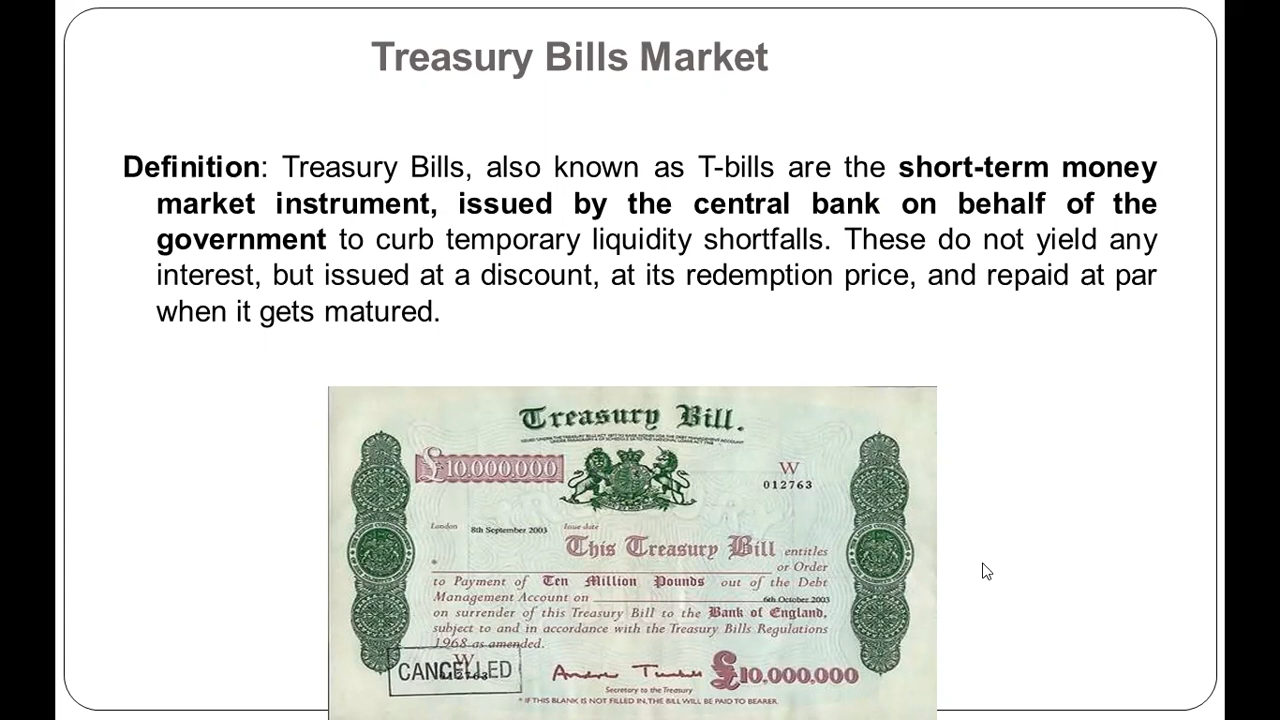 Treasury Bills Market
Definition: Treasury Bills, also known as T-bills are the short-term money
market instrument, issued by the central bank on behalf of the
government to curb temporary liquidity shortfalls. These do not yield any
interest, but issued at a discount, at its redemption price, and repaid at par
when it gets matured.
Treasury Bill.
£10,000,000
W
012763
London 8th September 2003 Issue date
This Treasury Bill entitles
* or Order
to Payment of Ten Million Pounds out of the Debt
Management Account on 6th October 2003
on surrender of this Treasury Bill to the Bank of England,
subject to and in accordance with the Treasury Bills Regulations
1968 as amended.
W
CANCELLED
012763
£10,000,000
Secretary to the Treasury
* IF THIS BLANK IS NOT FILLED IN, THE BILL WILL BE PAID TO BEARER.